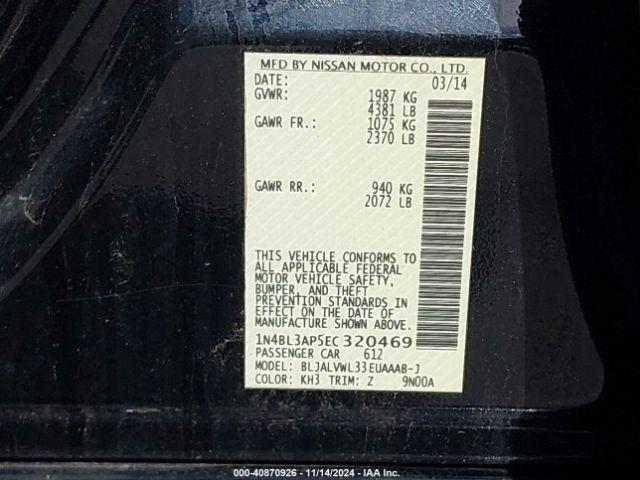 MFD BY NISSAN MOTOR CO., LTD.
DATE: 03/14
GVWR: 1987 KG
4381 LB
GAWR FR.: 1075 KG
2370 LB
GAWR RR.: 940 KG
2072 LB
THIS VEHICLE CONFORMS TO
ALL APPLICABLE FEDERAL
MOTOR VEHICLE SAFETY,
BUMPER, AND THEFT
PREVENTION STANDARDS IN
EFFECT ON THE DATE OF
MANUFACTURE SHOWN ABOVE.
1N4BL3AP5EC320469
PASSENGER CAR 612
MODEL: BLJALVWL33EUAAAB-J
COLOR: KH3 TRIM: Z 9N00A
000-40870926 - 11/14/2024 - IAA Inc.